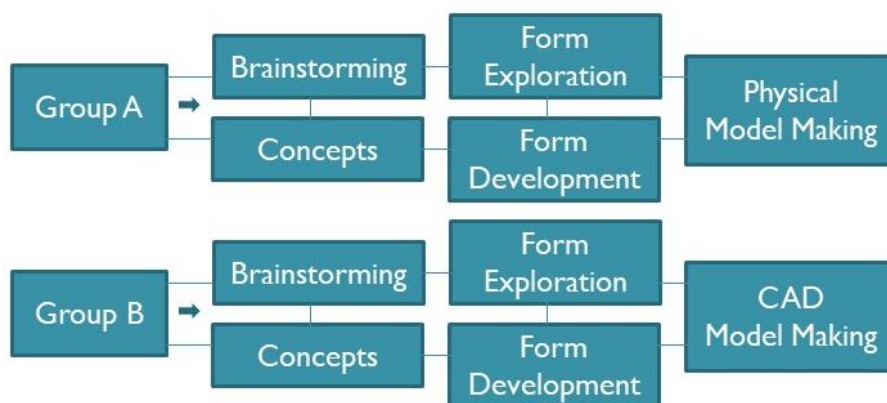 Group A
Brainstorming
Concepts
Form
Exploration
Form
Development
Physical
Model Making
Group B
Brainstorming
Concepts
Form
Exploration
Form
Development
CAD
Model Making